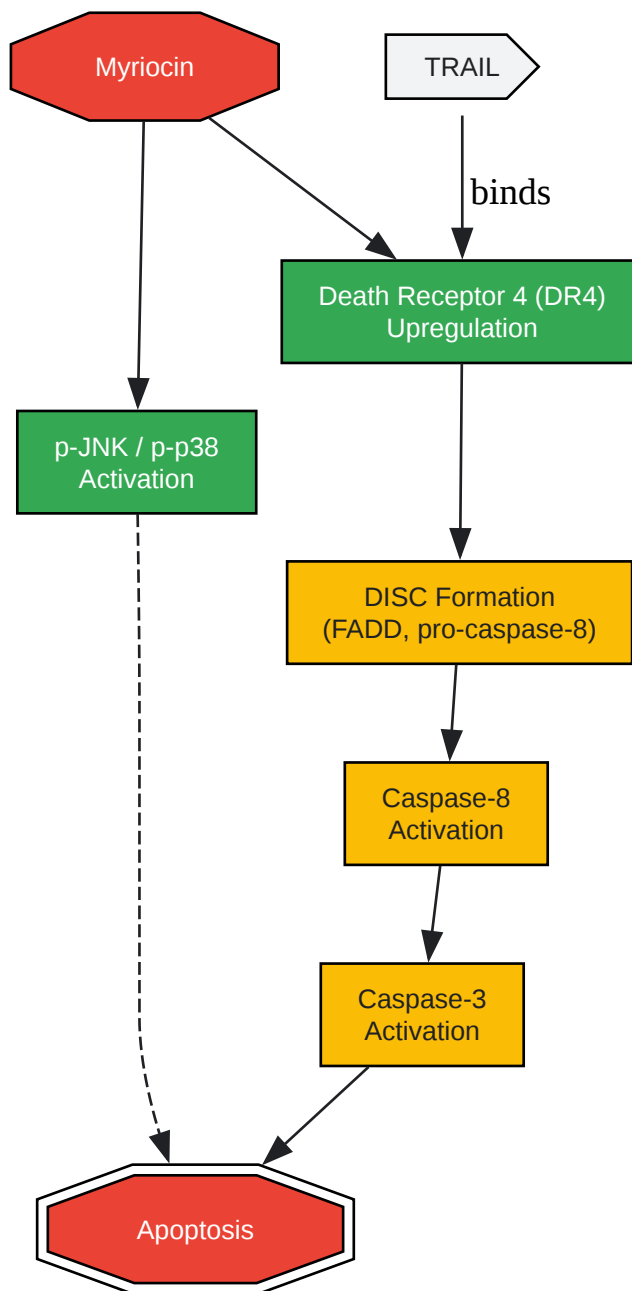 Myriocin
TRAIL
binds
Death Receptor 4 (DR4)
Upregulation
p-JNK / p-p38
Activation
DISC Formation
(FADD, pro-caspase-8)
Caspase-8
Activation
Caspase-3
Activation
Apoptosis